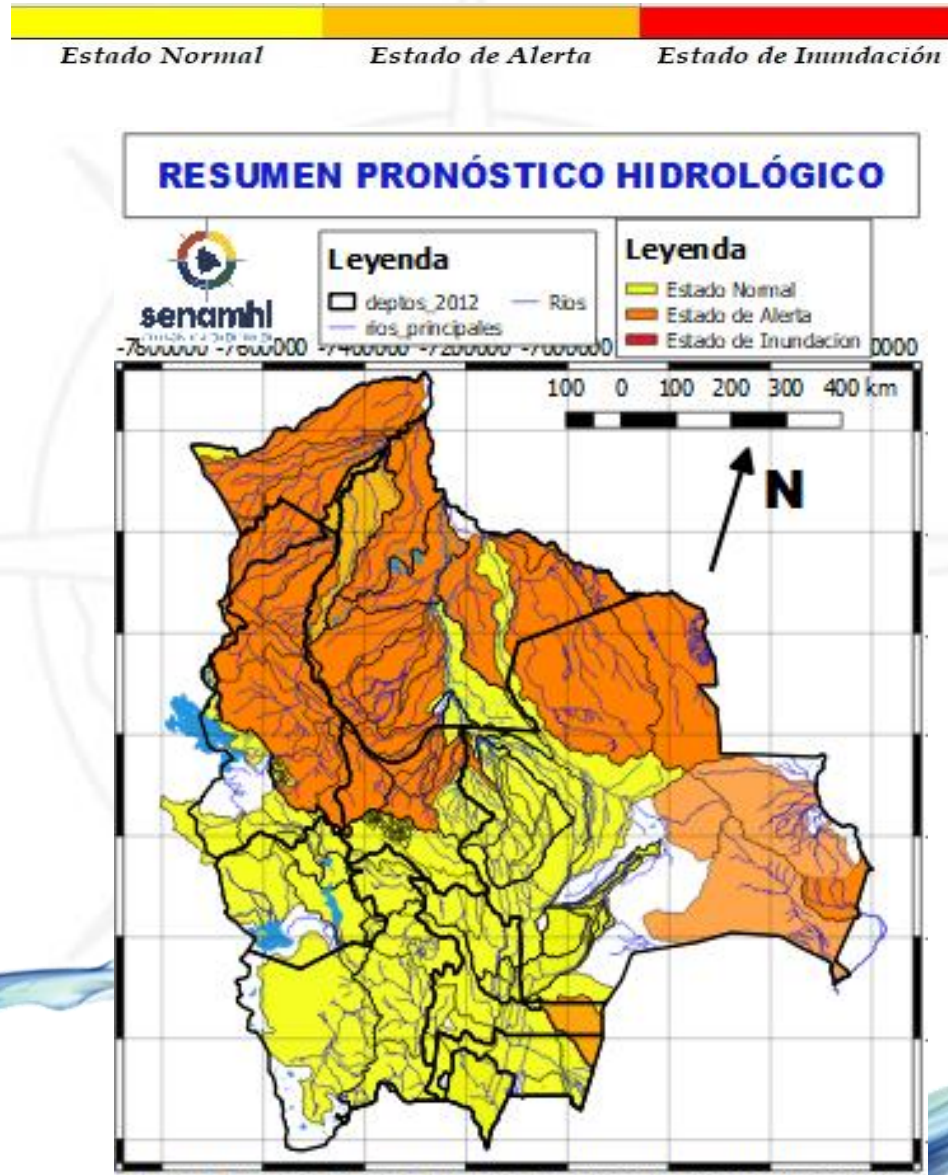 Estado Normal Estado de Alerta Estado de Inundación
RESUMEN PRONÓSTICO HIDROLÓGICO
senamhi
Leyenda
deptos_2012 Rios
rios_principales
Leyenda
Estado Normal
Estado de Alerta
Estado de Inundacion
-7600000 -7400000 -7200000
100 0 100 200 300 400 km
N